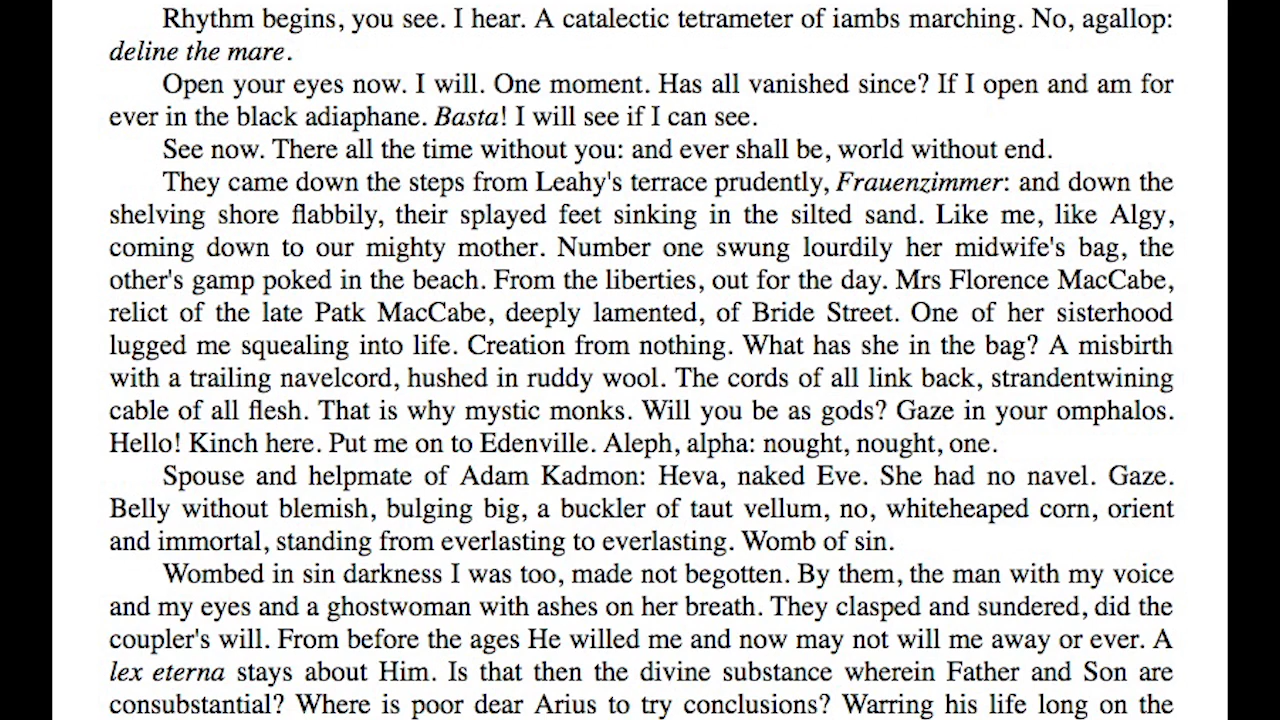 Rhythm begins, you see. I hear. A catalectic tetrameter of iambs marching. No, agallop:
deline the mare.
Open your eyes now. I will. One moment. Has all vanished since? If I open and am for
ever in the black adiaphane. Basta! I will see if I can see.
See now. There all the time without you: and ever shall be, world without end.
They came down the steps from Leahy's terrace prudently, Frauenzimmer: and down the
shelving shore flabbily, their splayed feet sinking in the silted sand. Like me, like Algy,
coming down to our mighty mother. Number one swung lourdily her midwife's bag, the
other's gamp poked in the beach. From the liberties, out for the day. Mrs Florence MacCabe,
relict of the late Patk MacCabe, deeply lamented, of Bride Street. One of her sisterhood
lugged me squealing into life. Creation from nothing. What has she in the bag? A misbirth
with a trailing navelcord, hushed in ruddy wool. The cords of all link back, strandentwining
cable of all flesh. That is why mystic monks. Will you be as gods? Gaze in your omphalos.
Hello! Kinch here. Put me on to Edenville. Aleph, alpha: nought, nought, one.
Spouse and helpmate of Adam Kadmon: Heva, naked Eve. She had no navel. Gaze.
Belly without blemish, bulging big, a buckler of taut vellum, no, whiteheaped corn, orient
and immortal, standing from everlasting to everlasting. Womb of sin.
Wombed in sin darkness I was too, made not begotten. By them, the man with my voice
and my eyes and a ghostwoman with ashes on her breath. They clasped and sundered, did the
coupler's will. From before the ages He willed me and now may not will me away or ever. A
lex eterna stays about Him. Is that then the divine substance wherein Father and Son are
consubstantial? Where is poor dear Arius to try conclusions? Warring his life long on the